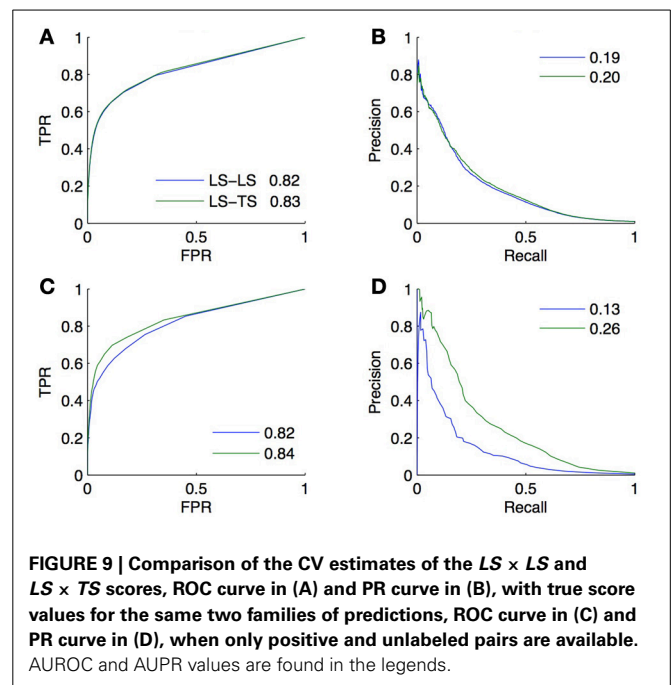 A
B
1
0.8
0.6
0.4
0.2
0
TPR
0
0.5
1
FPR
LS–LS 0.82
LS–TS 0.83
1
0.8
0.6
0.4
0.2
0
Precision
0
0.5
1
Recall
0.19
0.20
C
D
1
0.8
0.6
0.4
0.2
0
TPR
0
0.5
1
FPR
0.82
0.84
1
0.8
0.6
0.4
0.2
0
Precision
0
0.5
1
Recall
0.13
0.26
FIGURE 9 | Comparison of the CV estimates of the LS × LS and
LS × TS scores, ROC curve in (A) and PR curve in (B), with true score
values for the same two families of predictions, ROC curve in (C) and
PR curve in (D), when only positive and unlabeled pairs are available.
AUROC and AUPR values are found in the legends.